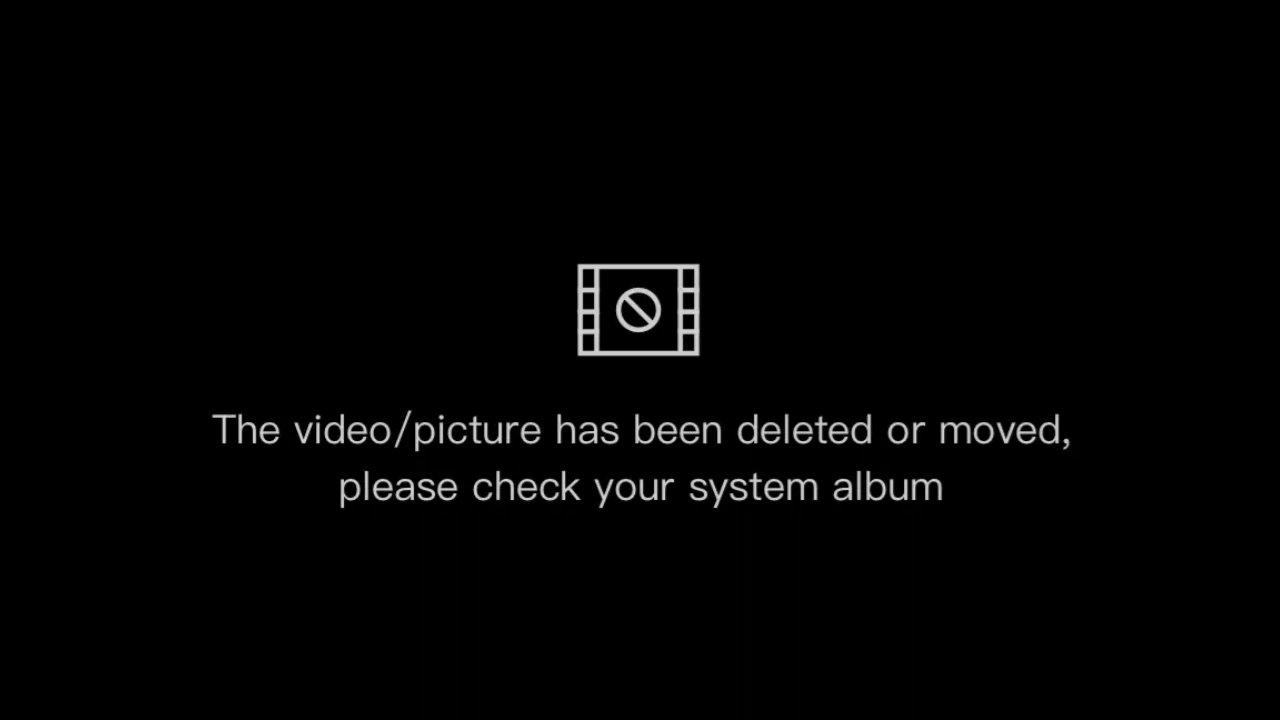 The video/picture has been deleted or moved,
please check your system album